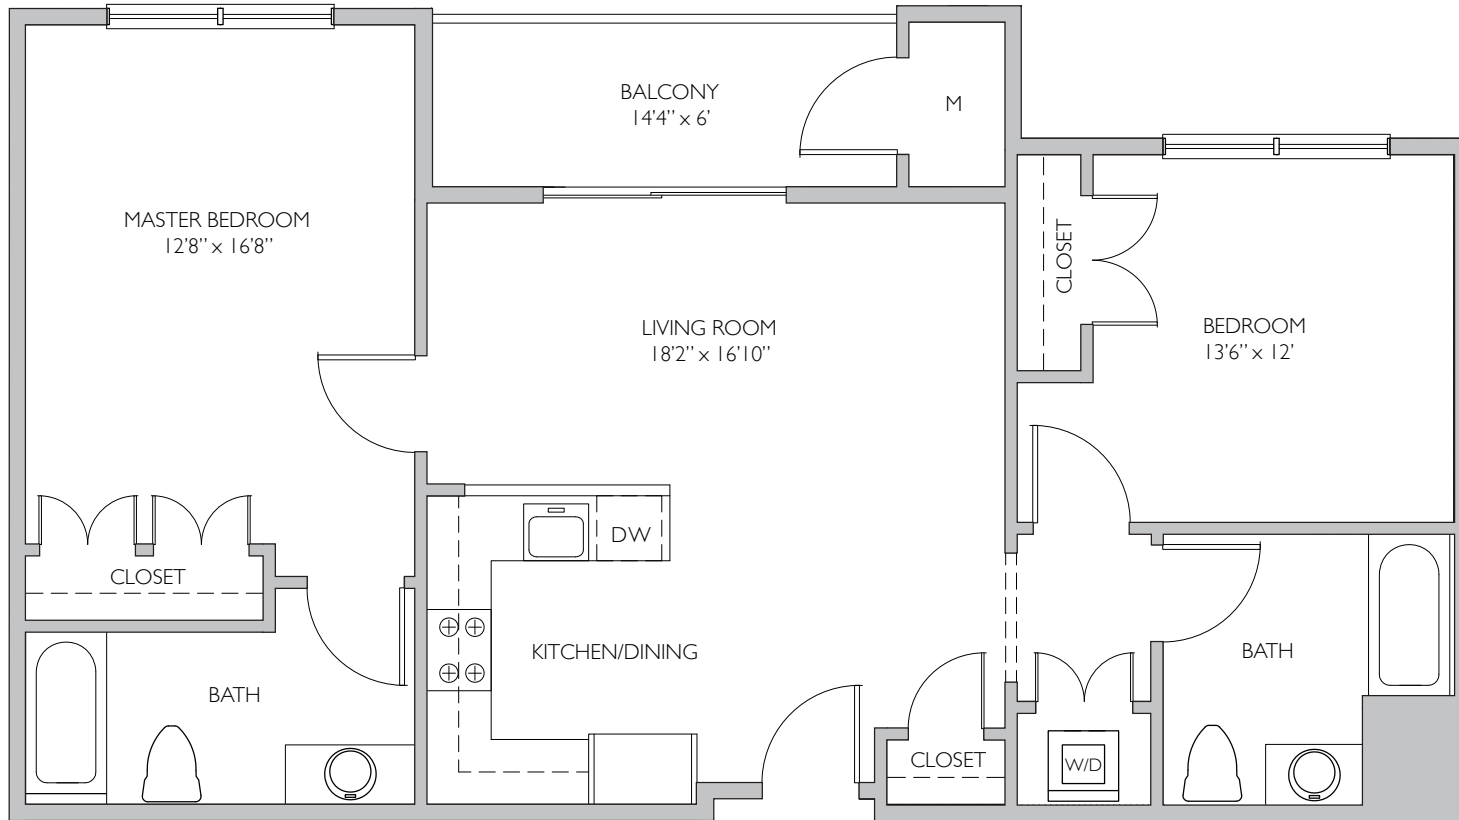 BALCONY
14'4'' x 6'
M
MASTER BEDROOM
12'8'' x 16'8''
CLOSET
LIVING ROOM
18'2'' x 16'10''
BEDROOM
13'6'' x 12'
DW
CLOSET
KITCHEN/DINING
BATH
BATH
CLOSET
W/D